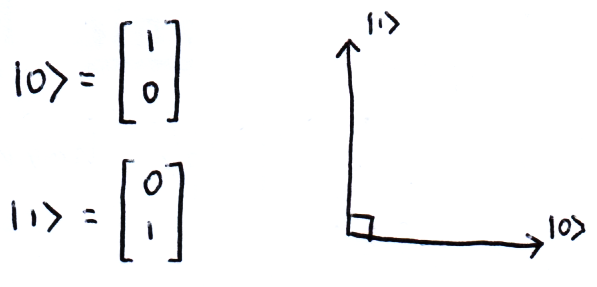 |0> = [1
0]
|1> = [0
1]
|1>
|0>